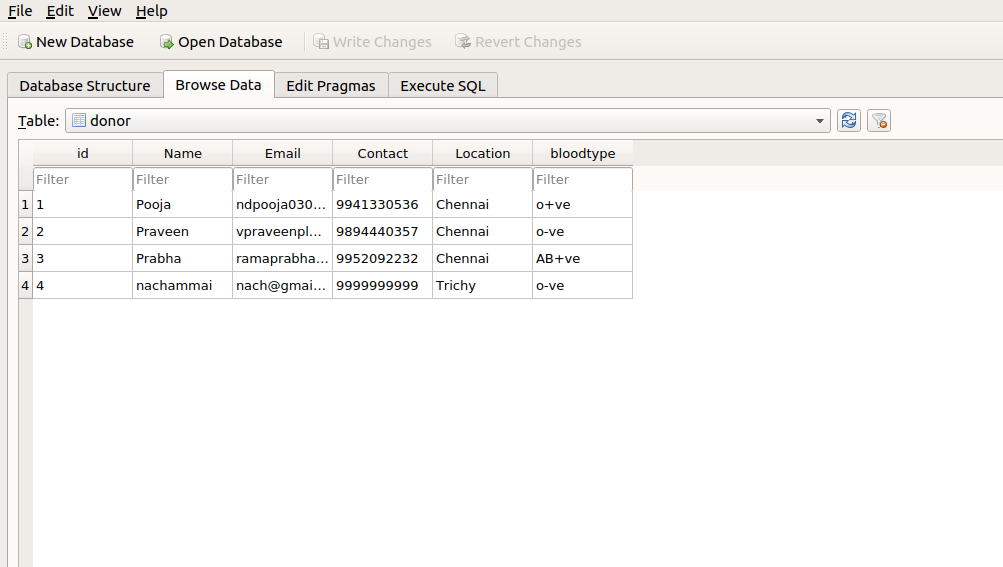 File Edit View Help
New Database Open Database Write Changes Revert Changes
Database Structure Browse Data Edit Pragmas Execute SQL
Table: donor
id Name Email Contact Location bloodtype
Filter Filter Filter Filter Filter Filter
1 1 Pooja ndpooja030... 9941330536 Chennai o+ve
2 2 Praveen vpraveenpl... 9894440357 Chennai o-ve
3 3 Prabha ramaprabha... 9952092232 Chennai AB+ve
4 4 nachammai nach@gmai... 9999999999 Trichy o-ve